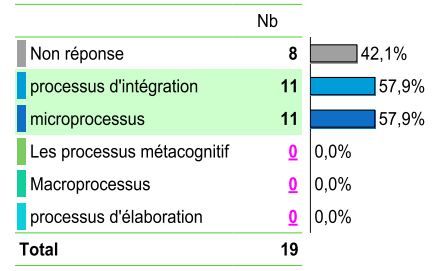 Nb
Non réponse 8 42,1%
processus d'intégration 11 57,9%
microprocessus 11 57,9%
Les processus métacognitif 0 0,0%
Macroprocessus 0 0,0%
processus d'élaboration 0 0,0%
Total 19